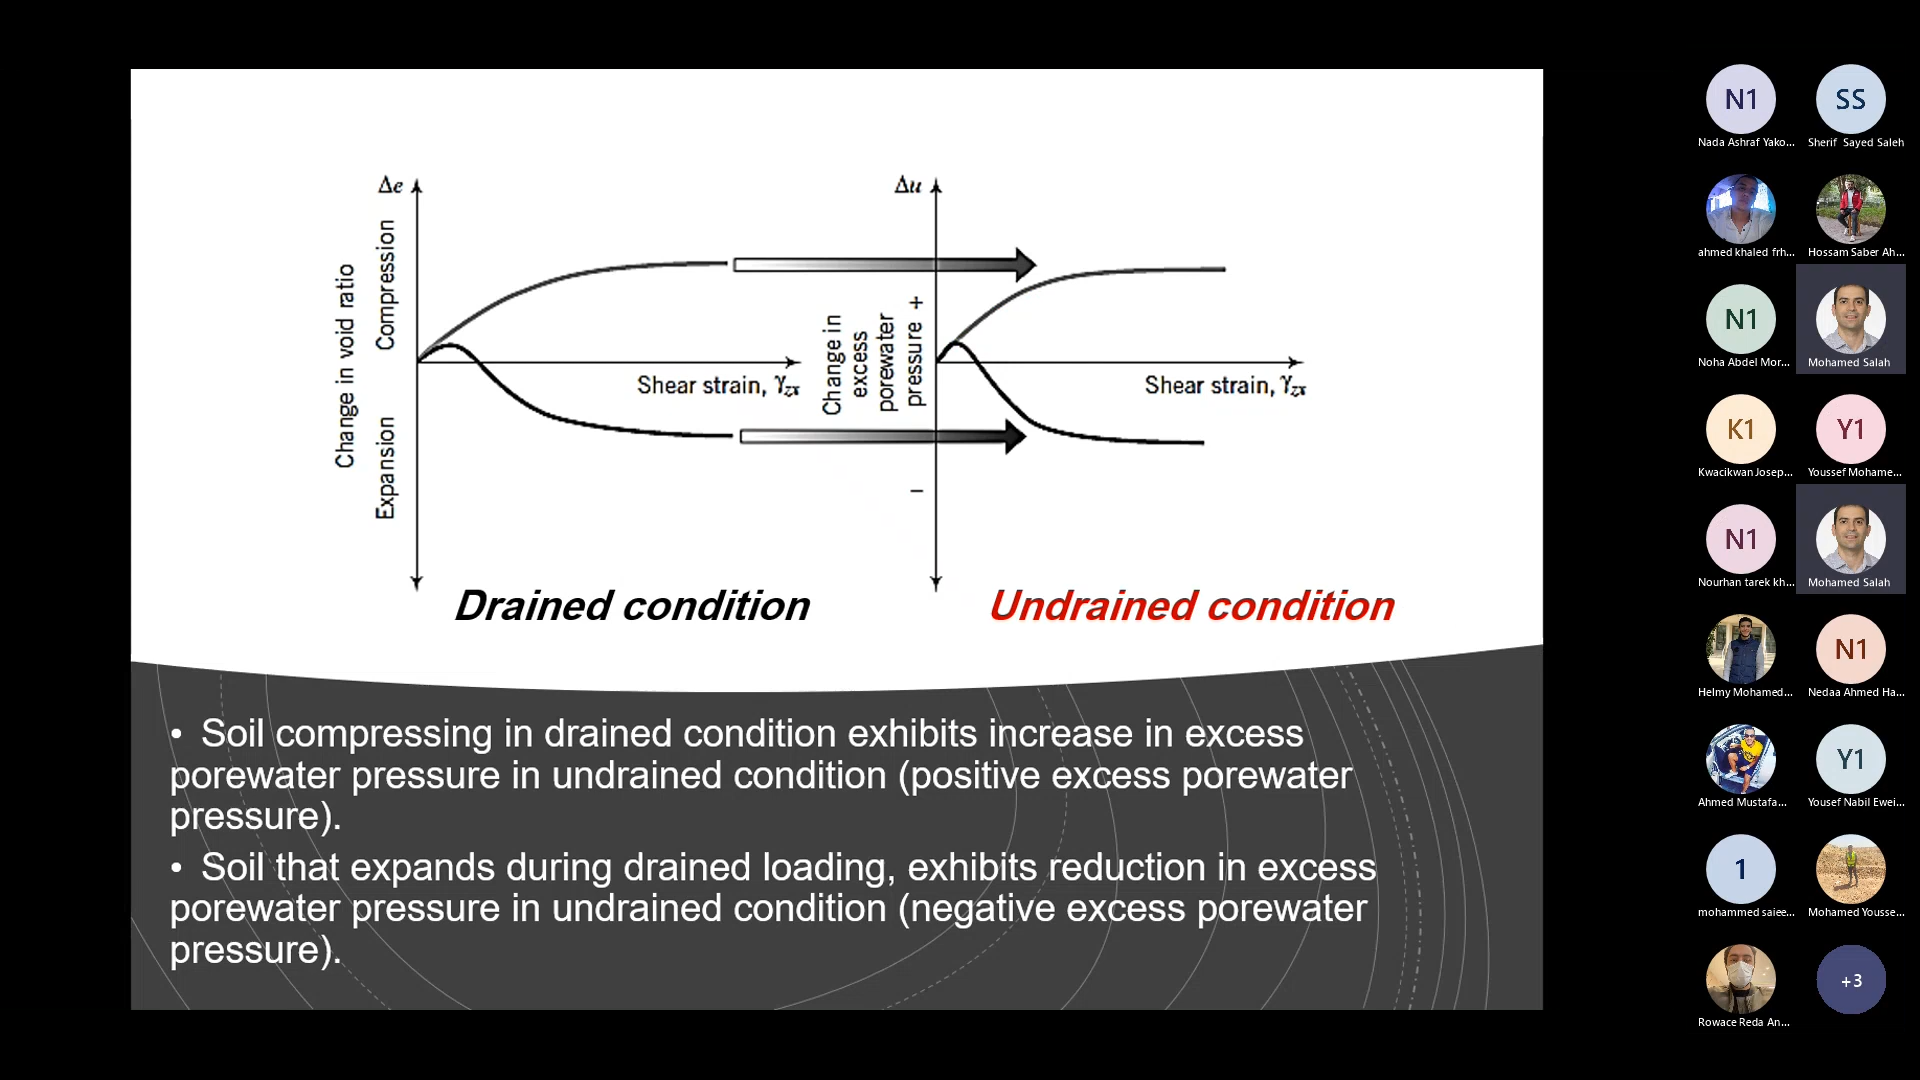 Δe
Compression
Change in void ratio
Expansion
Shear strain, γzx
Δu
Change in
excess
porewater
pressure +
–
Shear strain, γzx
Drained condition
Undrained condition
• Soil compressing in drained condition exhibits increase in excess
porewater pressure in undrained condition (positive excess porewater
pressure).
• Soil that expands during drained loading, exhibits reduction in excess
porewater pressure in undrained condition (negative excess porewater
pressure).
N1
SS
Nada Ashraf Yako...
Sherif Sayed Saleh
ahmed khaled frh...
Hossam Saber Ah...
N1
Noha Abdel Mor...
Mohamed Salah
K1
Y1
Kwacikwan Josep...
Youssef Mohame...
N1
Nourhan tarek kh...
Mohamed Salah
N1
Helmy Mohamed...
Nedaa Ahmed Ha...
Y1
Ahmed Mustafa...
Yousef Nabil Ewei...
1
mohammed saiee...
Mohamed Yousse...
+3
Rowace Reda An...